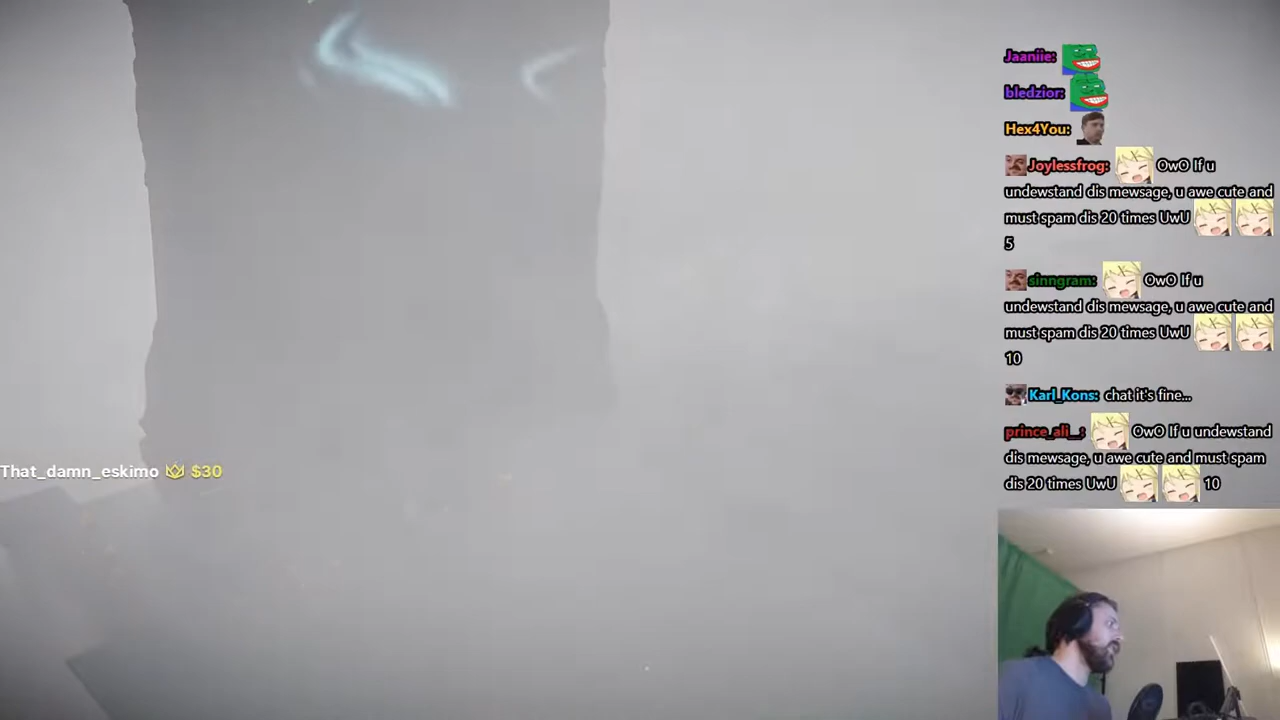 Jaaniie:
bledzior:
Hex4You:
Joylessfrog: OwO If u
undewstand dis mewsage, u awe cute and
must spam dis 20 times UwU
5
sinngram: OwO If u
undewstand dis mewsage, u awe cute and
must spam dis 20 times UwU
10
Karl_Kons: chat it's fine...
prince_ali_: OwO If u undewstand
dis mewsage, u awe cute and must spam
dis 20 times UwU 10
That_damn_eskimo $30